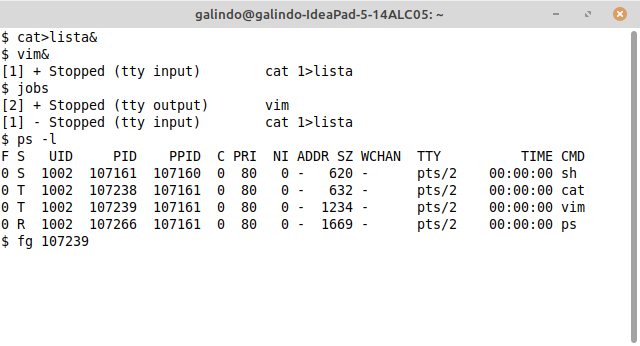 galindo@galindo-IdeaPad-5-14ALC05: ~
$ cat>lista&
$ vim&
[1] + Stopped (tty input)        cat 1>lista
$ jobs
[2] + Stopped (tty output)       vim
[1] - Stopped (tty input)        cat 1>lista
$ ps -l
F S   UID     PID    PPID  C PRI  NI ADDR SZ WCHAN  TTY          TIME CMD
0 S  1002  107161  107160  0  80   0 -   620 -      pts/2    00:00:00 sh
0 T  1002  107238  107161  0  80   0 -   632 -      pts/2    00:00:00 cat
0 T  1002  107239  107161  0  80   0 -  1234 -      pts/2    00:00:00 vim
0 R  1002  107266  107161  0  80   0 -  1669 -      pts/2    00:00:00 ps
$ fg 107239